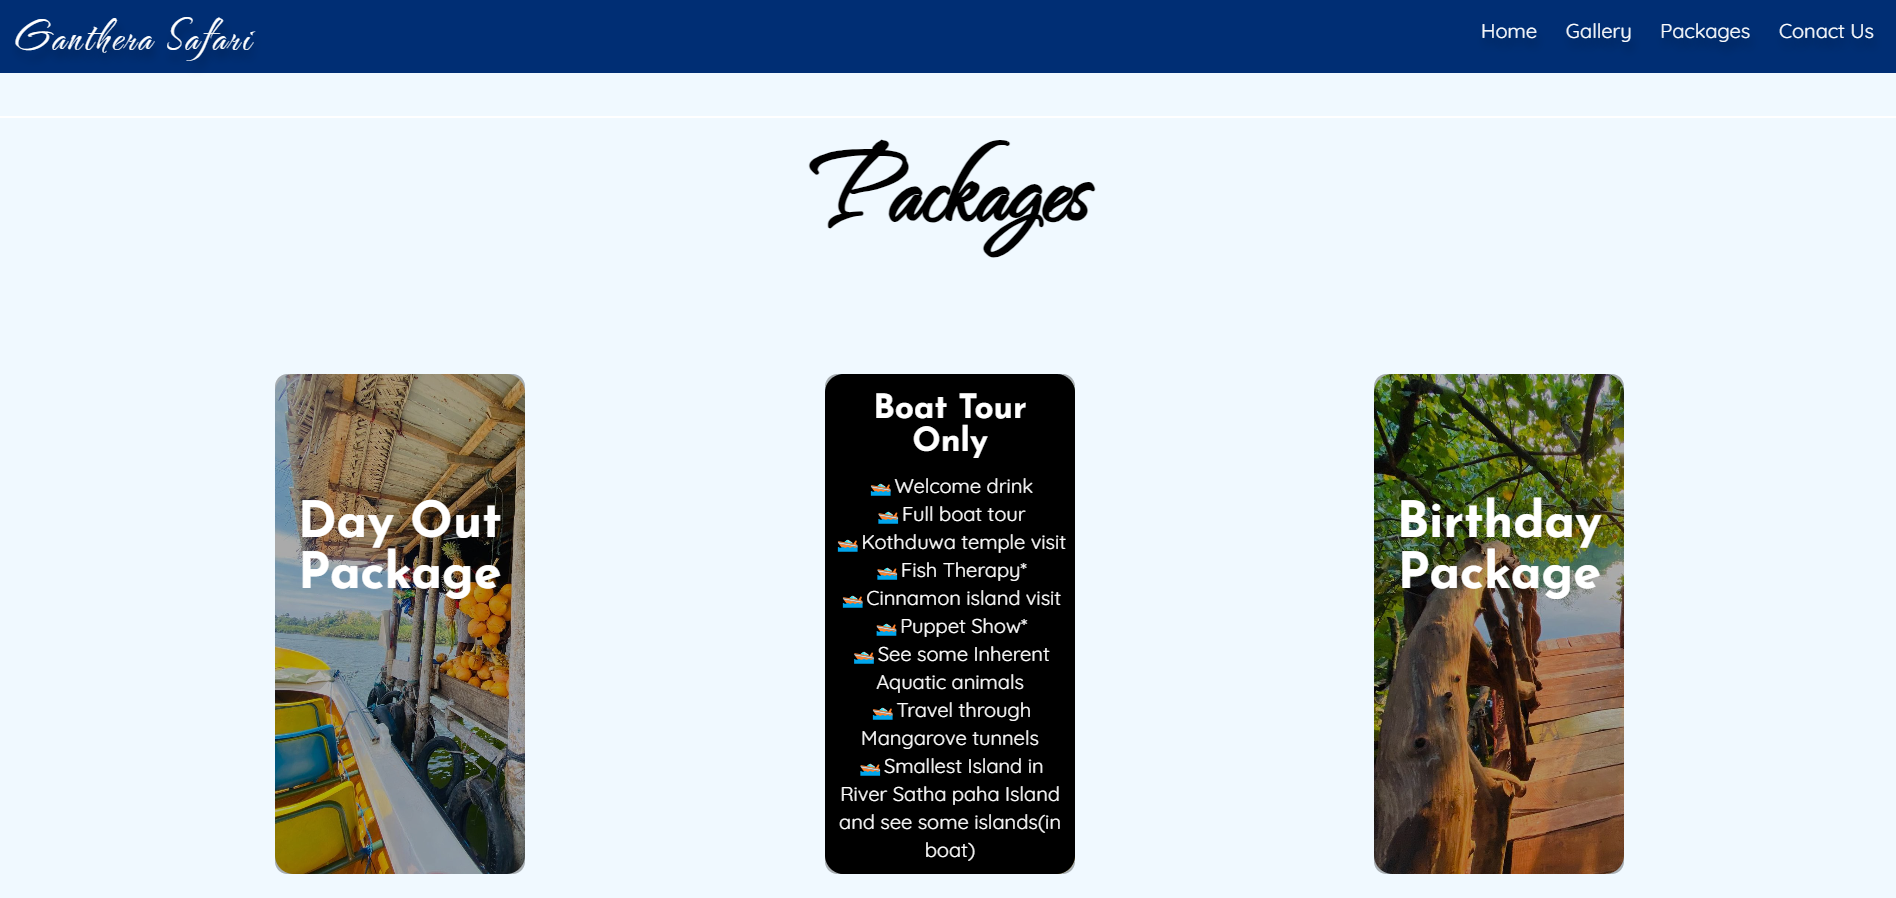 Ganthera Safari
Home Gallery Packages Conact Us
Packages
Day Out
Package
Boat Tour
Only
🚤Welcome drink
🚤Full boat tour
🚤Kothduwa temple visit
🚤Fish Therapy*
🚤Cinnamon island visit
🚤Puppet Show*
🚤See some Inherent
Aquatic animals
🚤Travel through
Mangarove tunnels
🚤Smallest Island in
River Satha paha Island
and see some islands(in
boat)
Birthday
Package